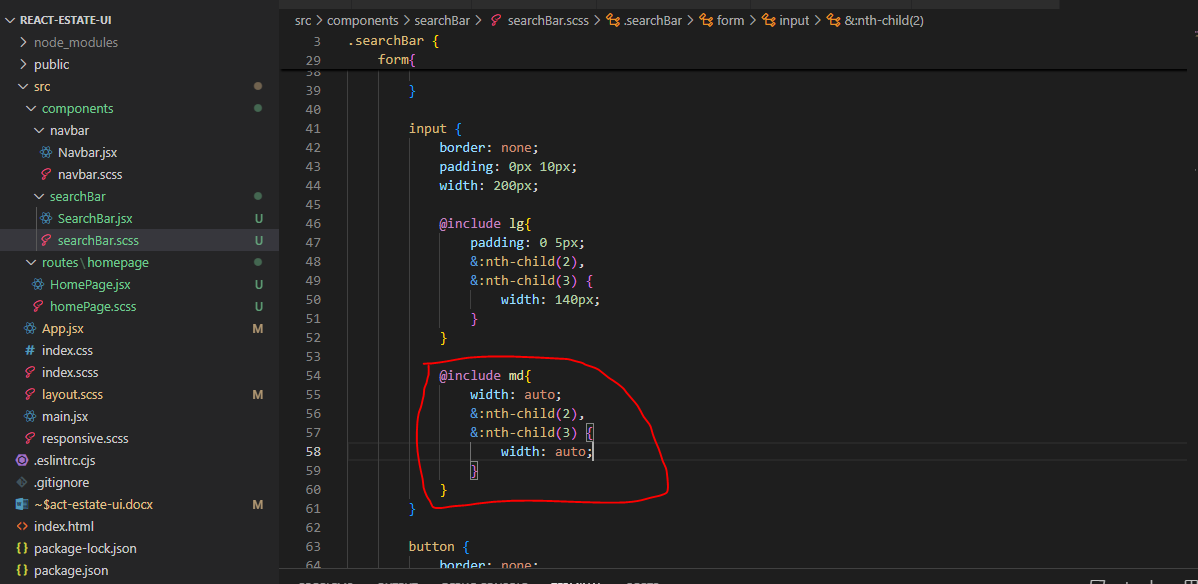 REACT-ESTATE-UI
node_modules
public
src
components
navbar
Navbar.jsx
navbar.scss
searchBar
SearchBar.jsx U
searchBar.scss U
routes\homepage
HomePage.jsx U
homePage.scss U
App.jsx M
index.css
index.scss
layout.scss M
main.jsx
responsive.scss
.eslintrc.cjs
.gitignore
~$act-estate-ui.docx M
index.html
package-lock.json
package.json
src > components > searchBar > searchBar.scss > .searchBar > form > input > &:nth-child(2)
3 .searchBar {
29 form{
38
39 }
40
41 input {
42 border: none;
43 padding: 0px 10px;
44 width: 200px;
45
46 @include lg{
47 padding: 0 5px;
48 &:nth-child(2),
49 &:nth-child(3) {
50 width: 140px;
51 }
52 }
53
54 @include md{
55 width: auto;
56 &:nth-child(2),
57 &:nth-child(3) {
58 width: auto;
59 }
60 }
61 }
62
63 button {
64 border: none;